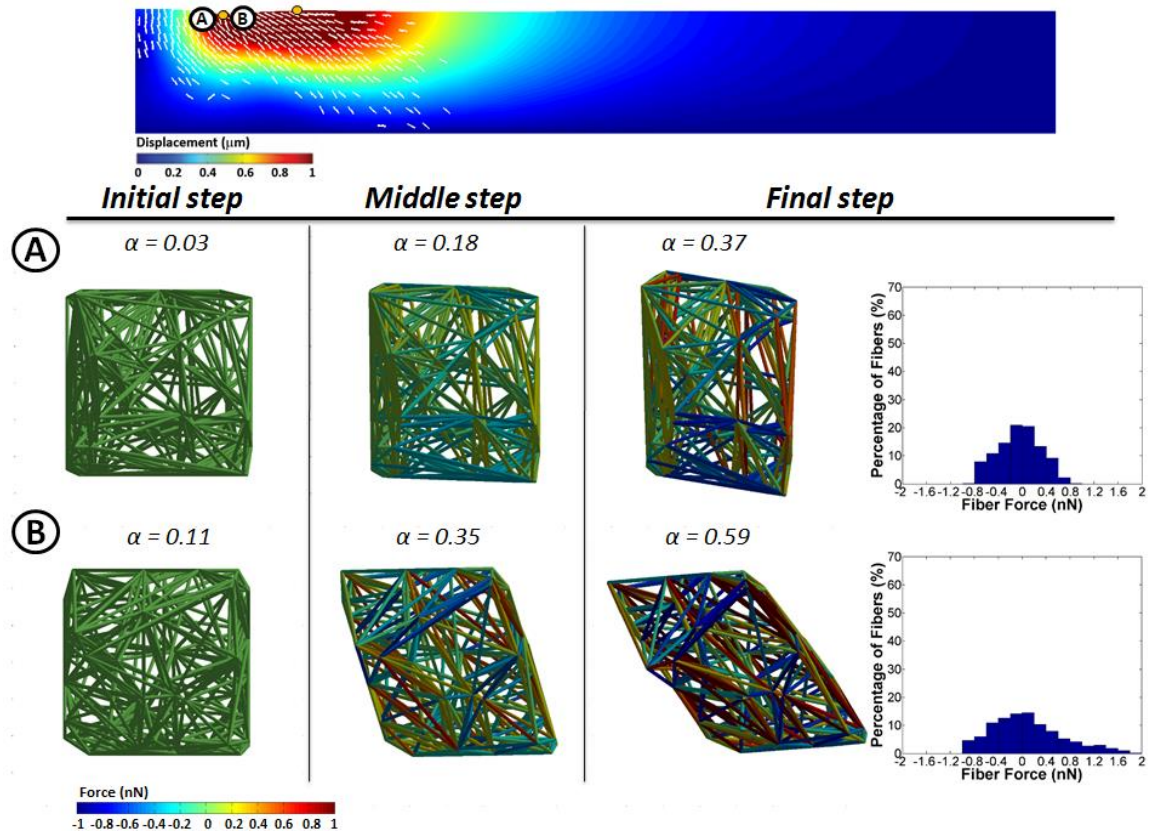 A B
Displacement (μm)
0 0.2 0.4 0.6 0.8 1
Initial step Middle step Final step
A
α = 0.03 α = 0.18 α = 0.37
Percentage of Fibers (%)
70
60
50
40
30
20
10
0
-2 -1.6 -1.2 -0.8 -0.4 0 0.4 0.8 1.2 1.6 2
Fiber Force (nN)
B
α = 0.11 α = 0.35 α = 0.59
Percentage of Fibers (%)
70
60
50
40
30
20
10
0
-2 -1.6 -1.2 -0.8 -0.4 0 0.4 0.8 1.2 1.6 2
Fiber Force (nN)
Force (nN)
-1 -0.8 -0.6 -0.4 -0.2 0 0.2 0.4 0.6 0.8 1